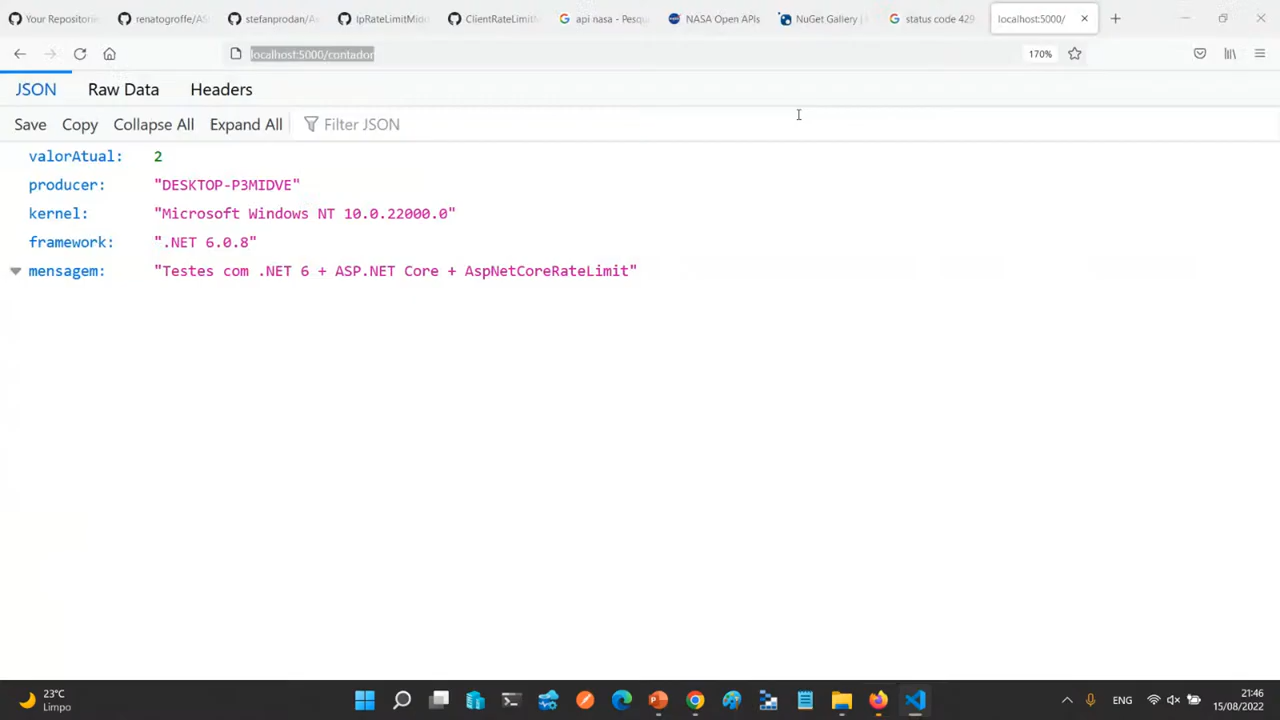 Your Repositorie
renatogroffe/AS
stefanprodan/A
IpRateLimitMid
ClientRateLimitM
api nasa - Pesqu
NASA Open APIs
NuGet Gallery |
status code 429
localhost:5000/
localhost:5000/contador
170%
JSON
Raw Data
Headers
Save
Copy
Collapse All
Expand All
Filter JSON
valorAtual: 2
producer: "DESKTOP-P3MIDVE"
kernel: "Microsoft Windows NT 10.0.22000.0"
framework: ".NET 6.0.8"
mensagem: "Testes com .NET 6 + ASP.NET Core + AspNetCoreRateLimit"
23°C
Limpo
ENG
21:46
15/08/2022